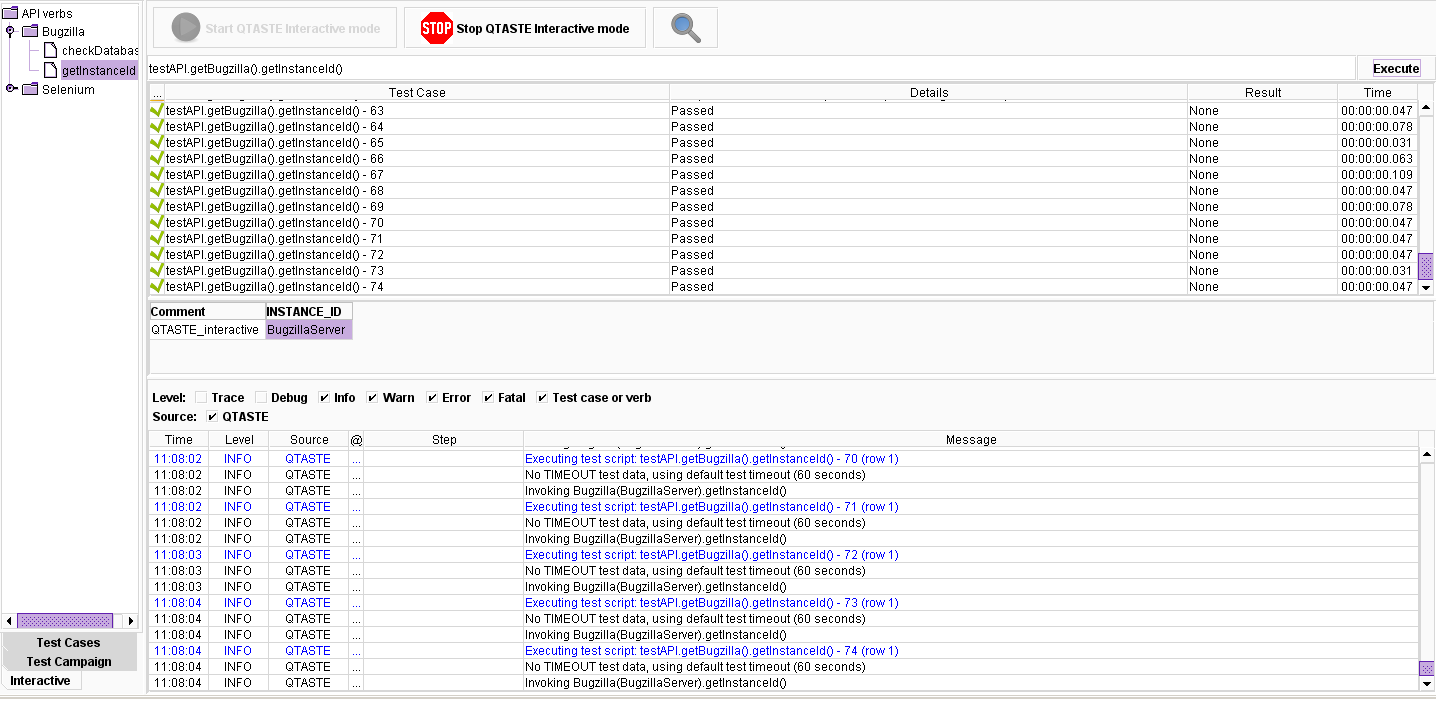 API verbs
Bugzilla
checkDatabas
getInstanceId
Selenium
Test Cases
Test Campaign
Interactive
Start QTASTE Interactive mode
STOP Stop QTASTE Interactive mode
testAPI.getBugzilla().getInstanceId() Execute
... Test Case Details Result Time
testAPI.getBugzilla().getInstanceId() - 63 Passed None 00:00:00.047
testAPI.getBugzilla().getInstanceId() - 64 Passed None 00:00:00.078
testAPI.getBugzilla().getInstanceId() - 65 Passed None 00:00:00.031
testAPI.getBugzilla().getInstanceId() - 66 Passed None 00:00:00.063
testAPI.getBugzilla().getInstanceId() - 67 Passed None 00:00:00.109
testAPI.getBugzilla().getInstanceId() - 68 Passed None 00:00:00.047
testAPI.getBugzilla().getInstanceId() - 69 Passed None 00:00:00.078
testAPI.getBugzilla().getInstanceId() - 70 Passed None 00:00:00.047
testAPI.getBugzilla().getInstanceId() - 71 Passed None 00:00:00.047
testAPI.getBugzilla().getInstanceId() - 72 Passed None 00:00:00.047
testAPI.getBugzilla().getInstanceId() - 73 Passed None 00:00:00.031
testAPI.getBugzilla().getInstanceId() - 74 Passed None 00:00:00.047
Comment INSTANCE_ID
QTASTE_interactive BugzillaServer
Level: Trace Debug Info Warn Error Fatal Test case or verb
Source: QTASTE
Time Level Source @ Step Message
11:08:02 INFO QTASTE ... Executing test script: testAPI.getBugzilla().getInstanceId() - 70 (row 1)
11:08:02 INFO QTASTE ... No TIMEOUT test data, using default test timeout (60 seconds)
11:08:02 INFO QTASTE ... Invoking Bugzilla(BugzillaServer).getInstanceId()
11:08:02 INFO QTASTE ... Executing test script: testAPI.getBugzilla().getInstanceId() - 71 (row 1)
11:08:02 INFO QTASTE ... No TIMEOUT test data, using default test timeout (60 seconds)
11:08:02 INFO QTASTE ... Invoking Bugzilla(BugzillaServer).getInstanceId()
11:08:03 INFO QTASTE ... Executing test script: testAPI.getBugzilla().getInstanceId() - 72 (row 1)
11:08:03 INFO QTASTE ... No TIMEOUT test data, using default test timeout (60 seconds)
11:08:03 INFO QTASTE ... Invoking Bugzilla(BugzillaServer).getInstanceId()
11:08:04 INFO QTASTE ... Executing test script: testAPI.getBugzilla().getInstanceId() - 73 (row 1)
11:08:04 INFO QTASTE ... No TIMEOUT test data, using default test timeout (60 seconds)
11:08:04 INFO QTASTE ... Invoking Bugzilla(BugzillaServer).getInstanceId()
11:08:04 INFO QTASTE ... Executing test script: testAPI.getBugzilla().getInstanceId() - 74 (row 1)
11:08:04 INFO QTASTE ... No TIMEOUT test data, using default test timeout (60 seconds)
11:08:04 INFO QTASTE ... Invoking Bugzilla(BugzillaServer).getInstanceId()